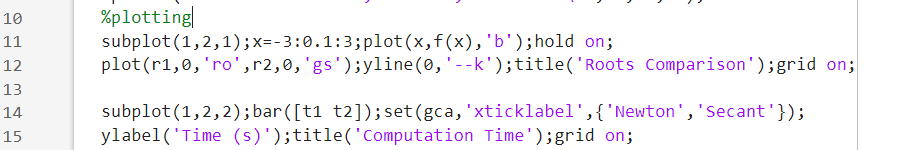 10 %plotting
11 subplot(1,2,1);x=-3:0.1:3;plot(x,f(x),'b');hold on;
12 plot(r1,0,'ro',r2,0,'gs');yline(0,'--k');title('Roots Comparison');grid on;
13
14 subplot(1,2,2);bar([t1 t2]);set(gca,'xticklabel',{'Newton','Secant'});
15 ylabel('Time (s)');title('Computation Time');grid on;